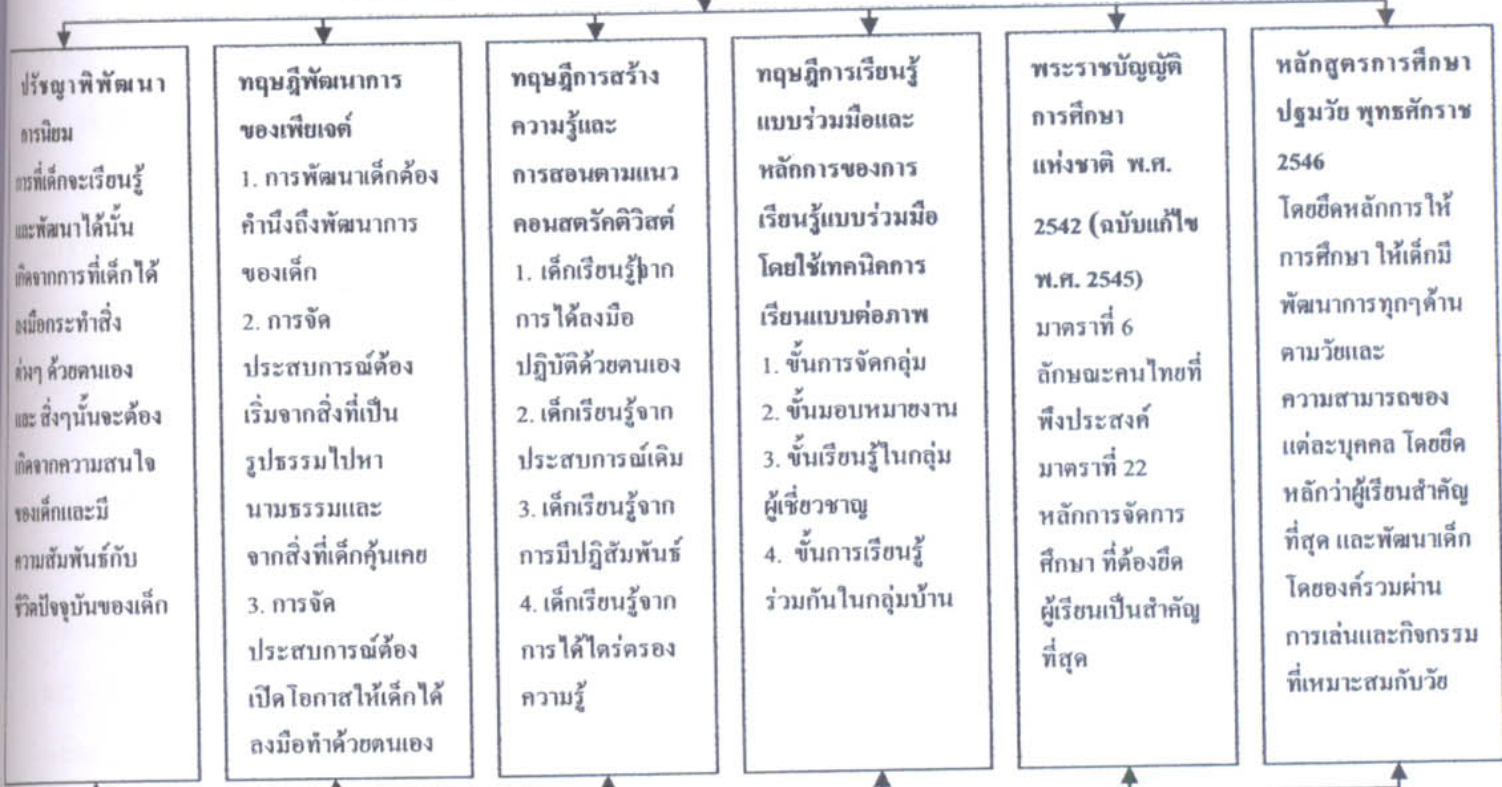 ปรัชญาพิพัฒนา
การนิยม
การที่เด็กจะเรียนรู้
และพัฒนาได้นั้น
เกิดจากการที่เด็กได้
ลงมือกระทำสิ่ง
ต่างๆ ด้วยตนเอง
และ สิ่งๆนั้นจะต้อง
เกิดจากความสนใจ
ของเด็กและมี
ความสัมพันธ์กับ
ชีวิตปัจจุบันของเด็ก
ทฤษฎีพัฒนาการ
ของเพียเจต์
1. การพัฒนาเด็กต้อง
คำนึงถึงพัฒนาการ
ของเด็ก
2. การจัด
ประสบการณ์ต้อง
เริ่มจากสิ่งที่เป็น
รูปธรรมไปหา
นามธรรมและ
จากสิ่งที่เด็กคุ้นเคย
3. การจัด
ประสบการณ์ต้อง
เปิดโอกาสให้เด็กได้
ลงมือทำด้วยตนเอง
ทฤษฎีการสร้าง
ความรู้และ
การสอนตามแนว
คอนสตรัคติวิสต์
1. เด็กเรียนรู้จาก
การได้ลงมือ
ปฏิบัติด้วยตนเอง
2. เด็กเรียนรู้จาก
ประสบการณ์เดิม
3. เด็กเรียนรู้จาก
การมีปฏิสัมพันธ์
4. เด็กเรียนรู้จาก
การได้ไตร่ตรอง
ความรู้
ทฤษฎีการเรียนรู้
แบบร่วมมือและ
หลักการของการ
เรียนรู้แบบร่วมมือ
โดยใช้เทคนิคการ
เรียนแบบต่อภาพ
1. ขั้นการจัดกลุ่ม
2. ขั้นมอบหมายงาน
3. ขั้นเรียนรู้ในกลุ่ม
ผู้เชี่ยวชาญ
4. ขั้นการเรียนรู้
ร่วมกันในกลุ่มบ้าน
พระราชบัญญัติ
การศึกษา
แห่งชาติ พ.ศ.
2542 (ฉบับแก้ไข
พ.ศ. 2545)
มาตราที่ 6
ลักษณะคนไทยที่
พึงประสงค์
มาตราที่ 22
หลักการจัดการ
ศึกษา ที่ต้องยึด
ผู้เรียนเป็นสำคัญ
ที่สุด
หลักสูตรการศึกษา
ปฐมวัย พุทธศักราช
2546
โดยยึดหลักการให้
การศึกษา ให้เด็กมี
พัฒนาการทุกๆด้าน
ตามวัยและ
ความสามารถของ
แต่ละบุคคล โดยยึด
หลักว่าผู้เรียนสำคัญ
ที่สุด และพัฒนาเด็ก
โดยองค์รวมผ่าน
การเล่นและกิจกรรม
ที่เหมาะสมกับวัย